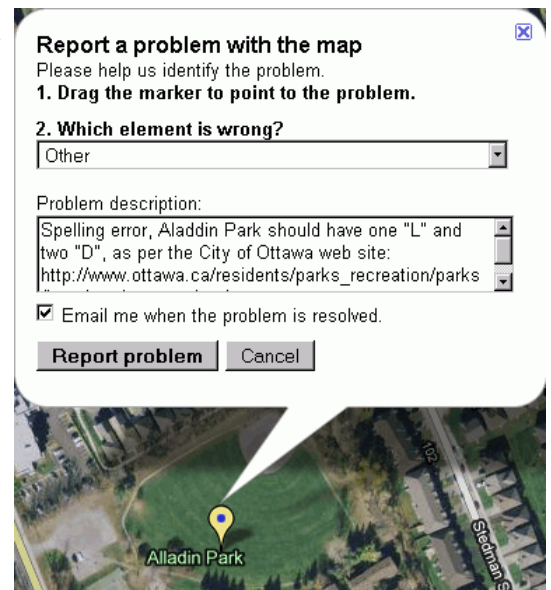 Report a problem with the map
Please help us identify the problem.
1. Drag the marker to point to the problem.
2. Which element is wrong?
Other
Problem description:
Spelling error, Aladdin Park should have one "L" and
two "D", as per the City of Ottawa web site:
http://www.ottawa.ca/residents/parks_recreation/parks
Email me when the problem is resolved.
Report problem
Cancel
102
Stedman S
Alladin Park